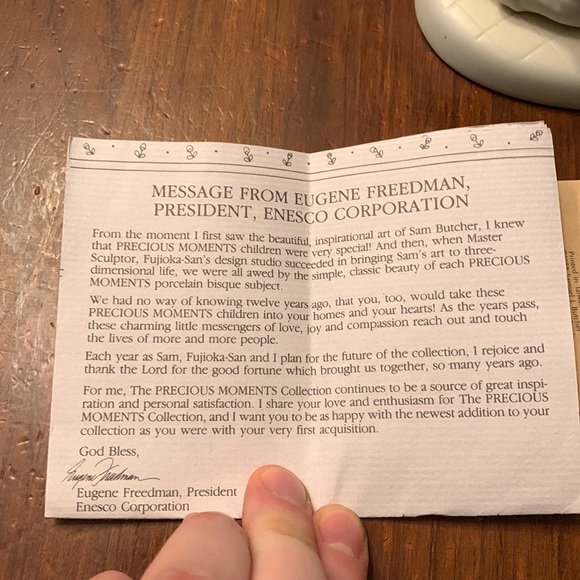 MESSAGE FROM EUGENE FREEDMAN,
PRESIDENT, ENESCO CORPORATION
From the moment I first saw the beautiful, inspirational art of Sam Butcher, I knew
that PRECIOUS MOMENTS children were very special! And then, when Master
Sculptor, Fujioka-San's design studio succeeded in bringing Sam's art to three-
dimensional life, we were all awed by the simple, classic beauty of each PRECIOUS
MOMENTS porcelain bisque subject.
We had no way of knowing twelve years ago, that you, too, would take these
PRECIOUS MOMENTS children into your homes and your hearts! As the years pass,
these charming little messengers of love, joy and compassion reach out and touch
the lives of more and more people.
Each year as Sam, Fujioka-San and I plan for the future of the collection, I rejoice and
thank the Lord for the good fortune which brought us together, so many years ago.
For me, The PRECIOUS MOMENTS Collection continues to be a source of great inspi-
ration and personal satisfaction. I share your love and enthusiasm for The PRECIOUS
MOMENTS Collection, and I want you to be as happy with the newest addition to your
collection as you were with your very first acquisition.
God Bless,
Eugene Freedman
Eugene Freedman, President
Enesco Corporation